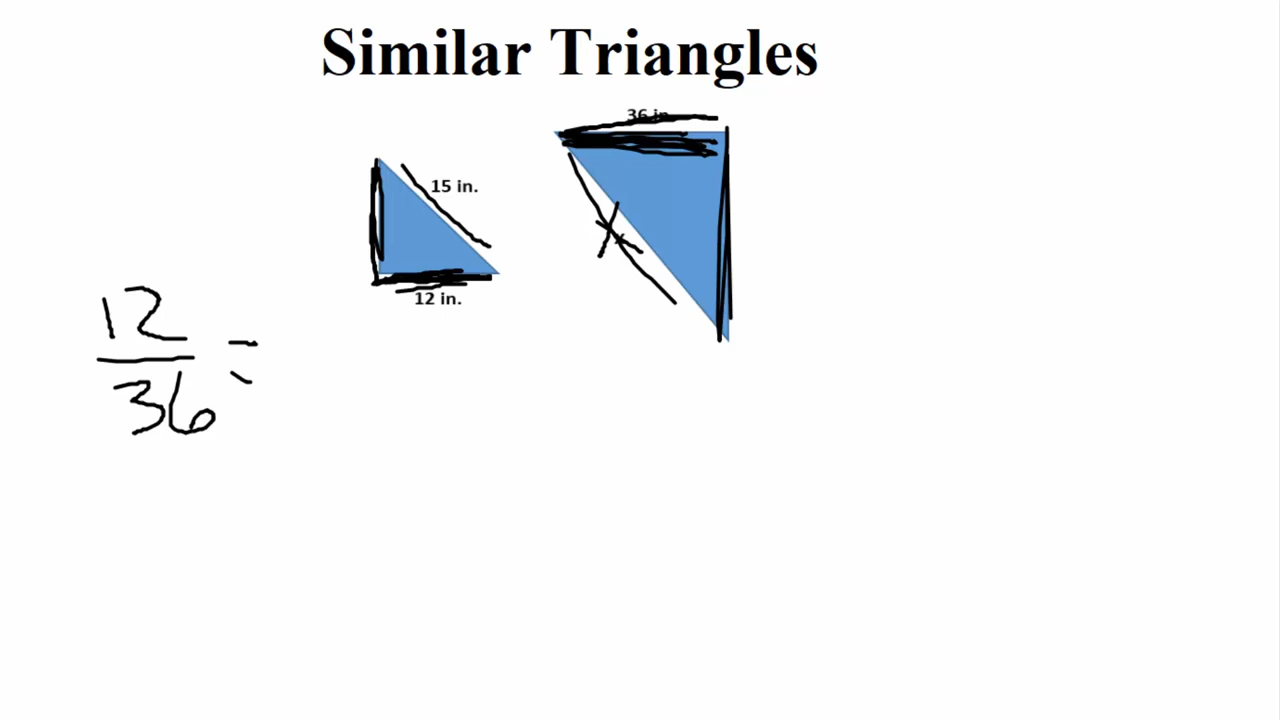 Similar Triangles
36 in.
15 in.
12 in.
x
12
36
=